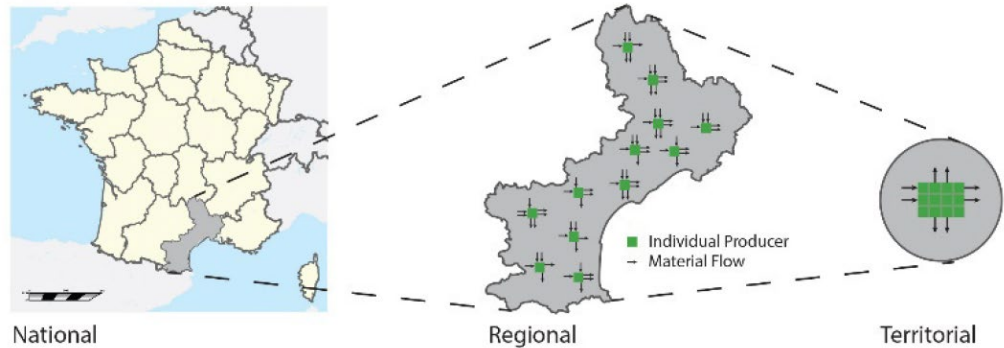 Individual Producer
Material Flow
National
Regional
Territorial